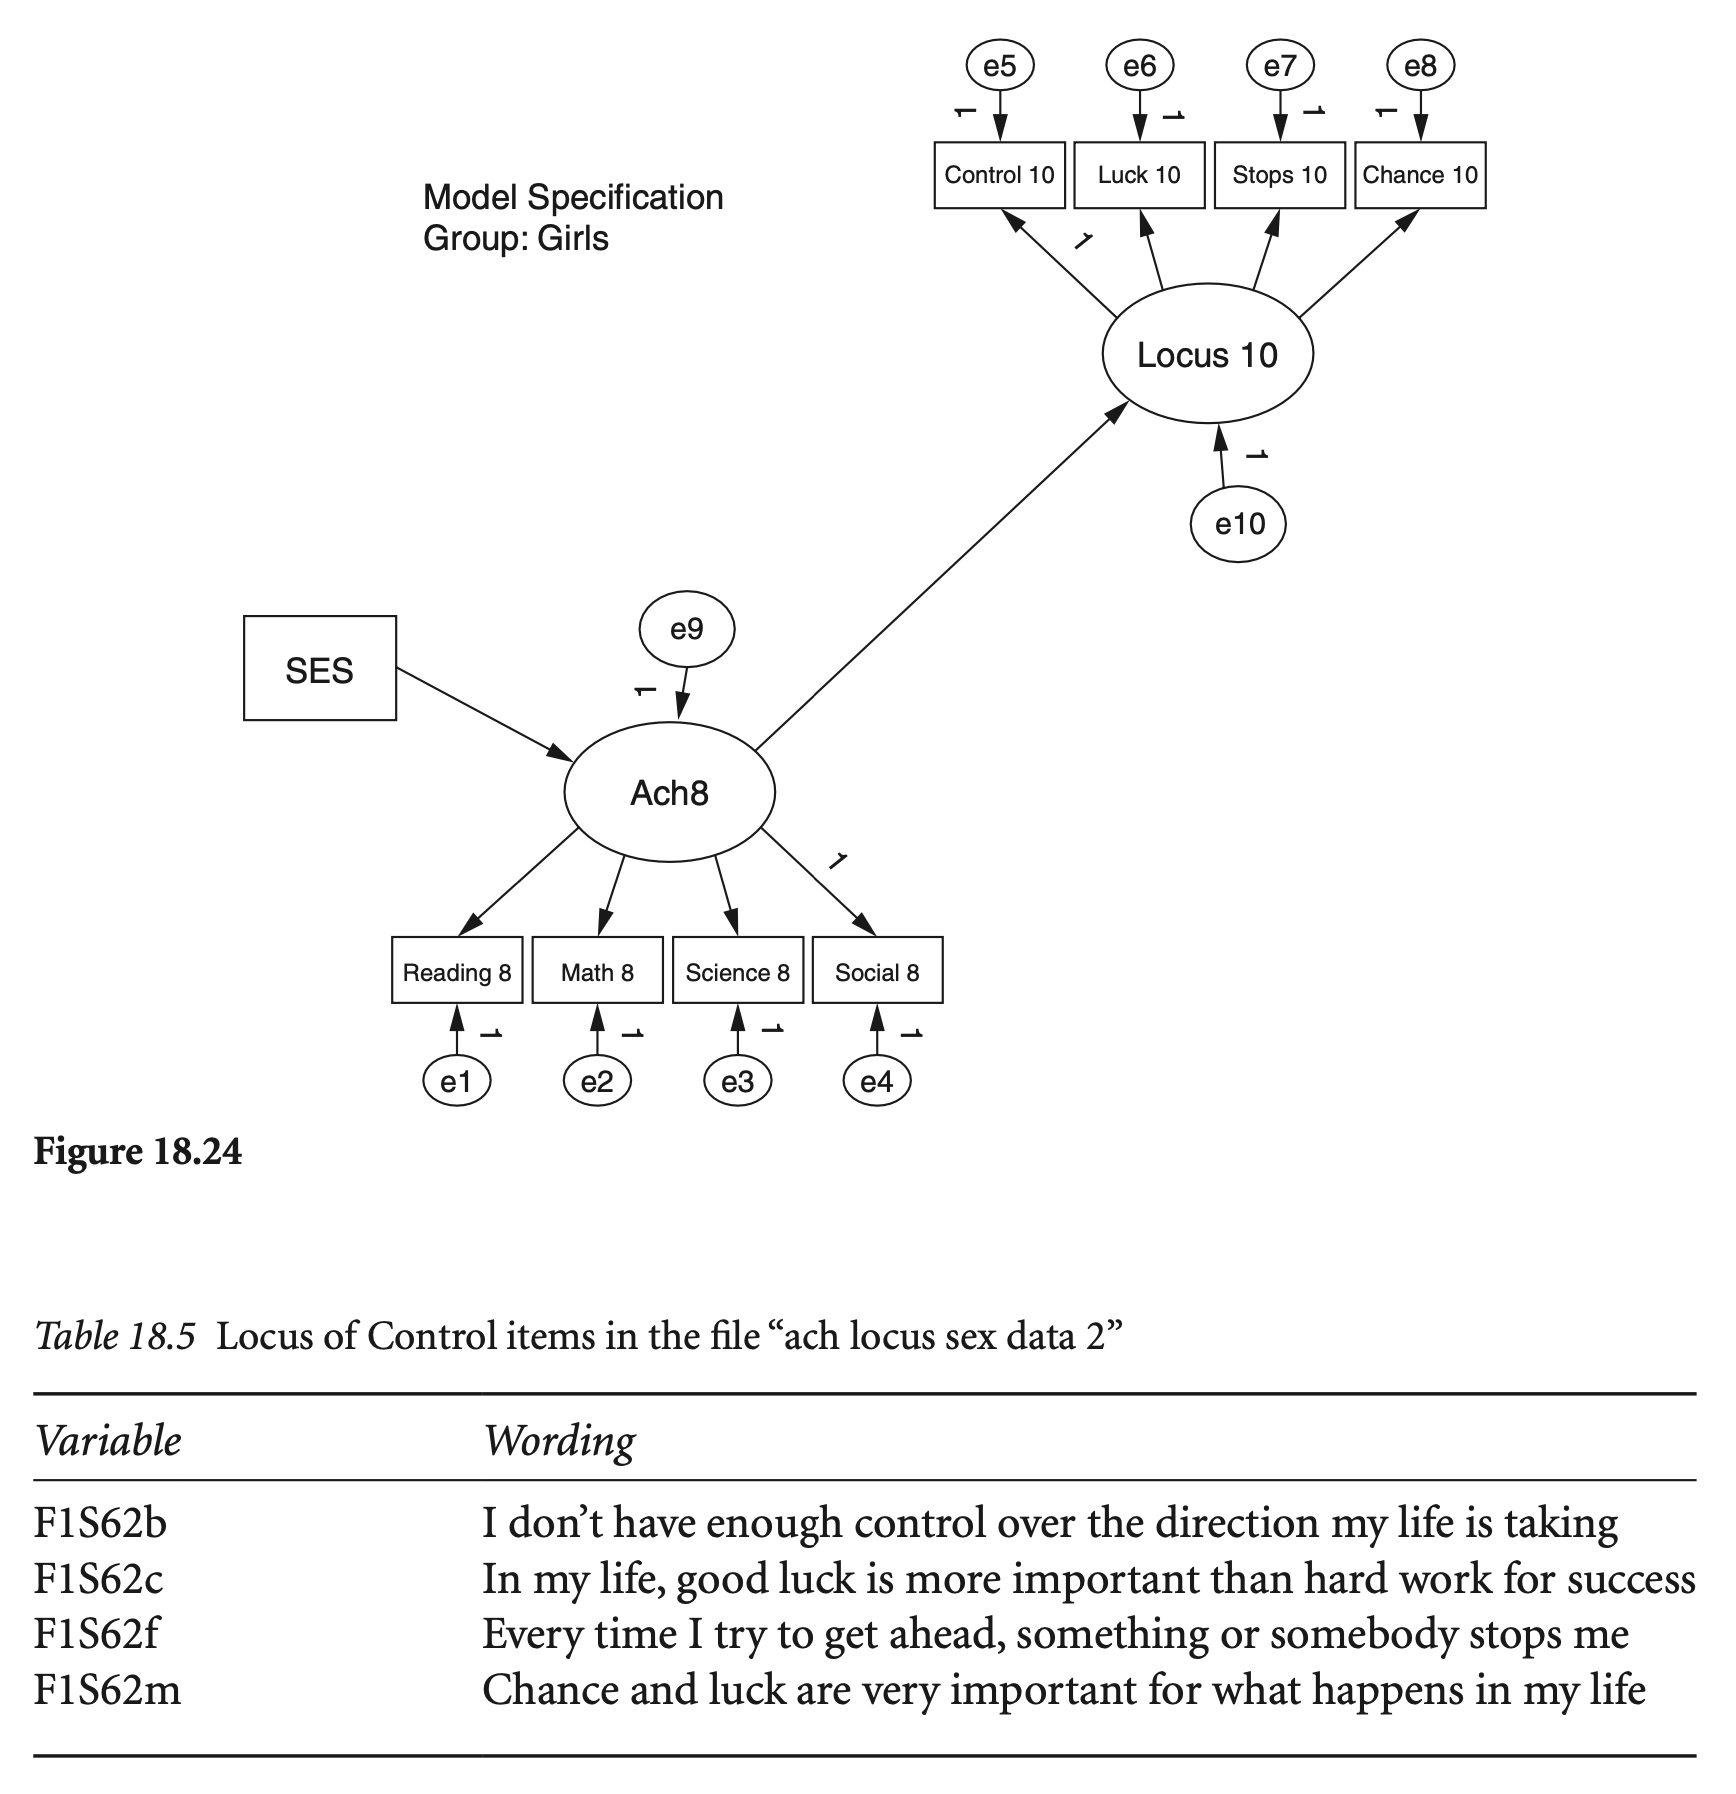 e5 e6 e7 e8
1 1 1 1
Control 10 Luck 10 Stops 10 Chance 10
Model Specification
Group: Girls
1
Locus 10
1
e10
e9
SES
1
Ach8
1
Reading 8 Math 8 Science 8 Social 8
1 1 1 1
e1 e2 e3 e4
Figure 18.24
Table 18.5 Locus of Control items in the file “ach locus sex data 2”
Variable Wording
F1S62b I don’t have enough control over the direction my life is taking
F1S62c In my life, good luck is more important than hard work for success
F1S62f Every time I try to get ahead, something or somebody stops me
F1S62m Chance and luck are very important for what happens in my life